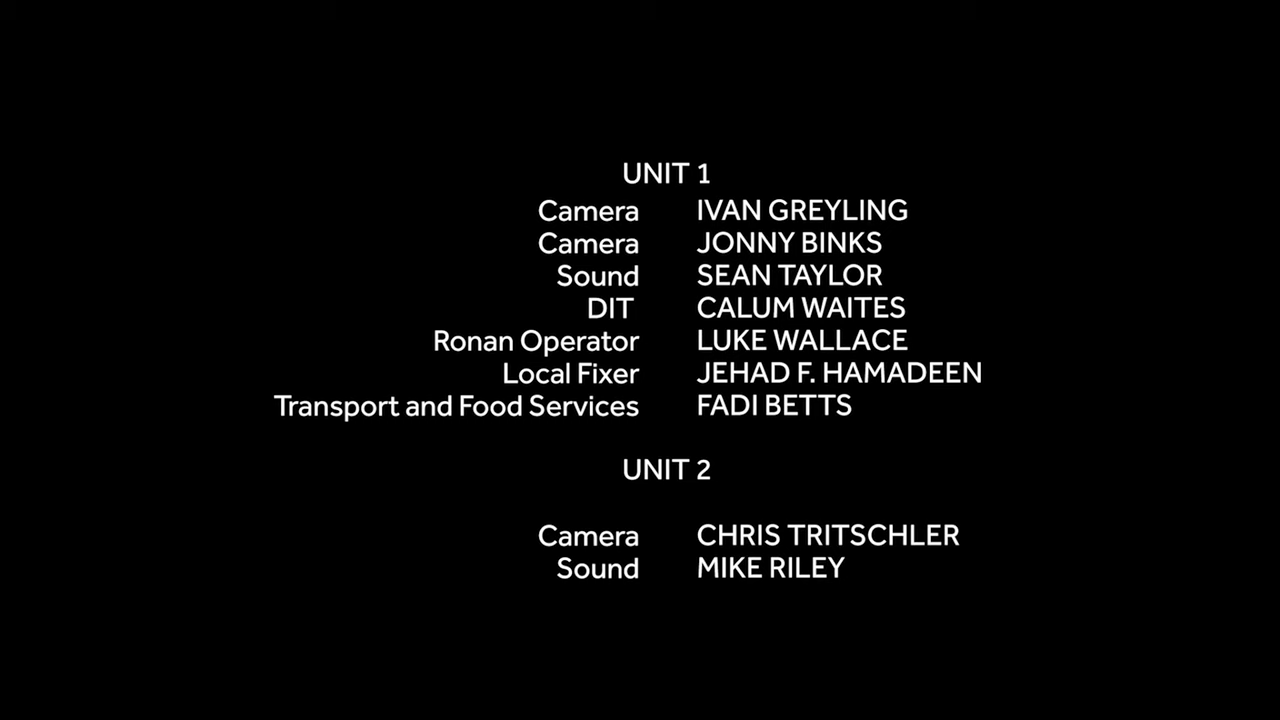 UNIT 1
Camera IVAN GREYLING
Camera JONNY BINKS
Sound SEAN TAYLOR
DIT CALUM WAITES
Ronan Operator LUKE WALLACE
Local Fixer JEHAD F. HAMADEEN
Transport and Food Services FADI BETTS
UNIT 2
Camera CHRIS TRITSCHLER
Sound MIKE RILEY